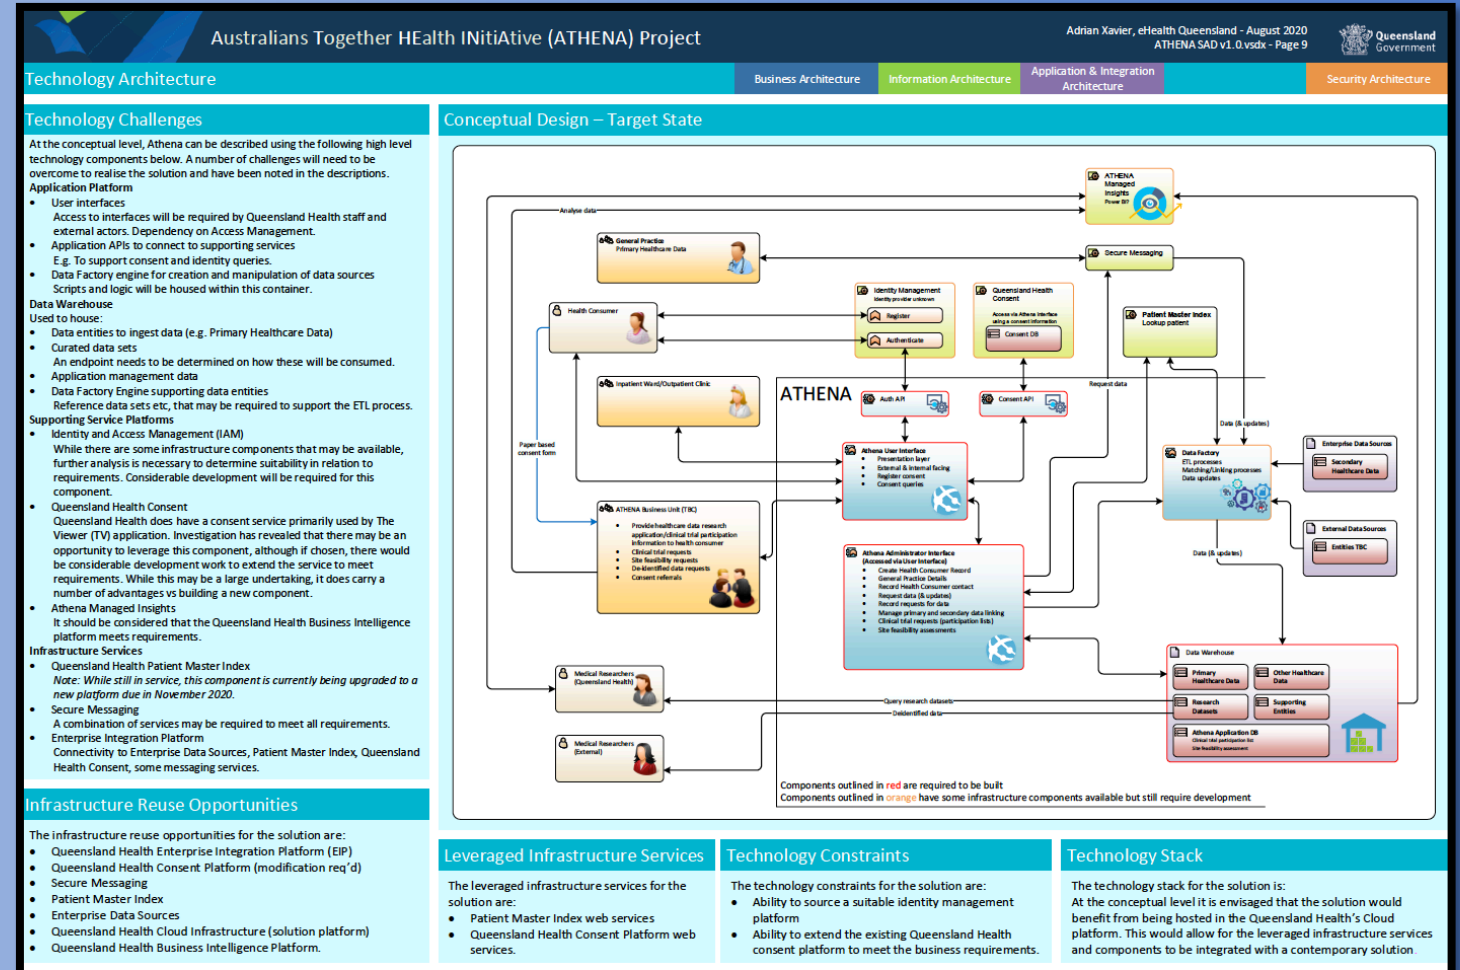 Australians Together HEalth INitiAtive (ATHENA) Project
Adrian Xavier, eHealth Queensland - August 2020
ATHENA SAD v1.0.vsdx - Page 9
Queensland
Government
Technology Architecture
Business Architecture
Information Architecture
Application & Integration
Architecture
Security Architecture
Technology Challenges
At the conceptual level, Athena can be described using the following high level
technology components below. A number of challenges will need to be
overcome to realise the solution and have been noted in the descriptions.
Application Platform
• User interfaces
Access to interfaces will be required by Queensland Health staff and
external actors. Dependency on Access Management.
• Application APIs to connect to supporting services
E.g. To support consent and identity queries.
• Data Factory engine for creation and manipulation of data sources
Scripts and logic will be housed within this container.
Data Warehouse
Used to house:
• Data entities to ingest data (e.g. Primary Healthcare Data)
• Curated data sets
An endpoint needs to be determined on how these will be consumed.
• Application management data
• Data Factory Engine supporting data entities
Reference data sets etc, that may be required to support the ETL process.
Supporting Service Platforms
• Identity and Access Management (IAM)
While there are some infrastructure components that may be available,
further analysis is necessary to determine suitability in relation to
requirements. Considerable development will be required for this
component.
• Queensland Health Consent
Queensland Health does have a consent service primarily used by The
Viewer (TV) application. Investigation has revealed that there may be an
opportunity to leverage this component, although if chosen, there would
be considerable development work to extend the service to meet
requirements. While this may be a large undertaking, it does carry a
number of advantages vs building a new component.
• Athena Managed Insights
It should be considered that the Queensland Health Business Intelligence
platform meets requirements.
Infrastructure Services
• Queensland Health Patient Master Index
Note: While still in service, this component is currently being upgraded to a
new platform due in November 2020.
• Secure Messaging
A combination of services may be required to meet all requirements.
• Enterprise Integration Platform
Connectivity to Enterprise Data Sources, Patient Master Index, Queensland
Health Consent, some messaging services.
Infrastructure Reuse Opportunities
The infrastructure reuse opportunities for the solution are:
• Queensland Health Enterprise Integration Platform (EIP)
• Queensland Health Consent Platform (modification req'd)
• Secure Messaging
• Patient Master Index
• Enterprise Data Sources
• Queensland Health Cloud Infrastructure (solution platform)
• Queensland Health Business Intelligence Platform.
Conceptual Design – Target State
ATHENA
Managed
Insights
Power BI?
Analyse data
General Practice
Primary Healthcare Data
Secure Messaging
Health Consumer
Identity Management
Identity provider unknown
Register
Authenticate
Queensland Health
Consent
Access via Athena Interface
using a consent information
Consent DB
Patient Master Index
Lookup patient
Inpatient Ward/Outpatient Clinic
ATHENA
Request data
Auth API
Consent API
Paper based
consent form
Data (& updates)
Athena User Interface
• Presentation layer
• External & internal facing
• Register consent
• Consent queries
Data Factory
ETL processes
Matching/Linking processes
Data updates
Enterprise Data Sources
Secondary
Healthcare Data
ATHENA Business Unit (TBC)
• Provide healthcare data research
application/clinical trial participation
information to health consumer
• Clinical trial requests
• Site feasibility requests
• De-identified data requests
• Consent referrals
External Data Sources
Entities TBC
Data (& updates)
Athena Administrator Interface
(Accessed via User Interface)
• Create Health Consumer Record
• General Practice Details
• Record Health Consumer contact
• Request data (& updates)
• Record requests for data
• Manage primary and secondary data linking
• Clinical trial requests (participation lists)
• Site feasibility assessments
Data Warehouse
Primary
Healthcare Data
Other Healthcare
Data
Research
Datasets
Supporting
Entities
Athena Application DB
Clinical trial participation list
Site feasibility assessment
Medical Researchers
(Queensland Health)
Query research datasets
Deidentified data
Medical Researchers
(External)
Components outlined in red are required to be built
Components outlined in orange have some infrastructure components available but still require development
Leveraged Infrastructure Services
The leveraged infrastructure services for the
solution are:
• Patient Master Index web services
• Queensland Health Consent Platform web
services.
Technology Constraints
The technology constraints for the solution are:
• Ability to source a suitable identity management
platform
• Ability to extend the existing Queensland Health
consent platform to meet the business requirements.
Technology Stack
The technology stack for the solution is:
At the conceptual level it is envisaged that the solution would
benefit from being hosted in the Queensland Health's Cloud
platform. This would allow for the leveraged infrastructure services
and components to be integrated with a contemporary solution.